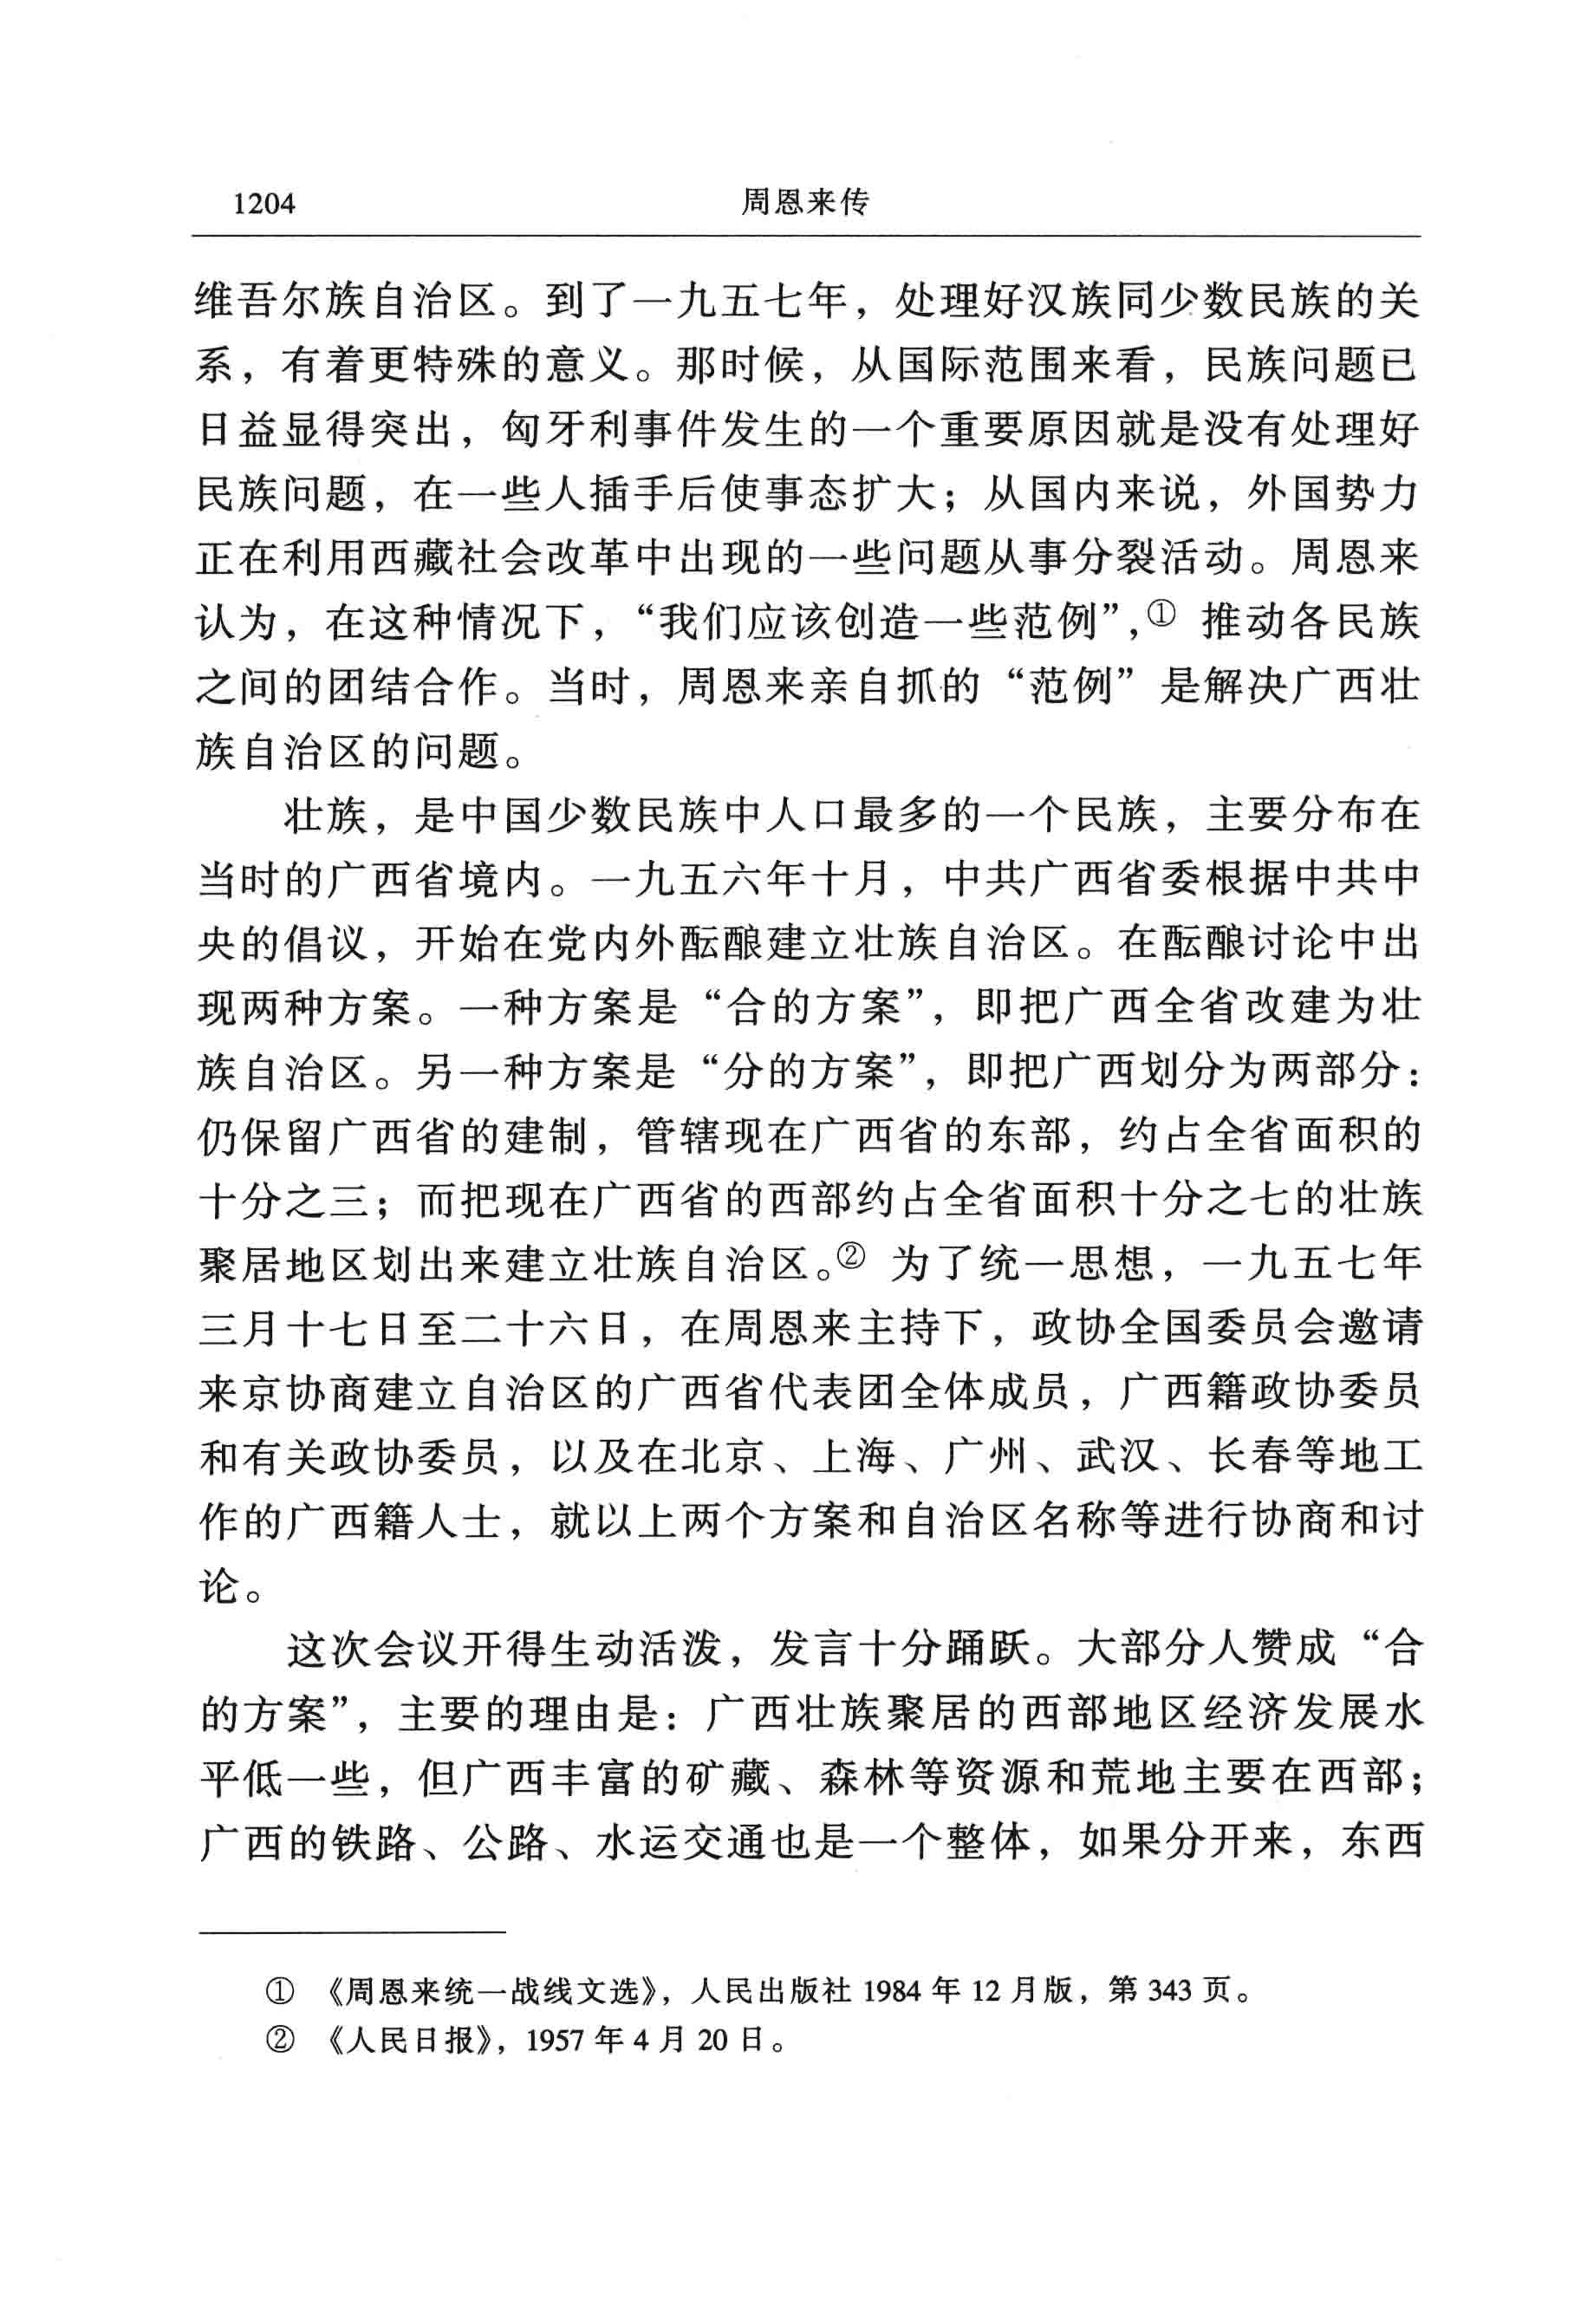 1204
周恩来传
维吾尔族自治区。到了一九五七年，处理好汉族同少数民族的关
系，有着更特殊的意义。那时候，从国际范围来看，民族问题已
日益显得突出，匈牙利事件发生的一个重要原因就是没有处理好
民族问题，在一些人插手后使事态扩大；从国内来说，外国势力
正在利用西藏社会改革中出现的一些问题从事分裂活动。周恩来
认为，在这种情况下，“我们应该创造一些范例”，① 推动各民族
之间的团结合作。当时，周恩来亲自抓的“范例”是解决广西壮
族自治区的问题。
壮族，是中国少数民族中人口最多的一个民族，主要分布在
当时的广西省境内。一九五六年十月，中共广西省委根据中共中
央的倡议，开始在党内外酝酿建立壮族自治区。在酝酿讨论中出
现两种方案。一种方案是“合的方案”，即把广西全省改建为壮
族自治区。另一种方案是“分的方案”，即把广西划分为两部分：
仍保留广西省的建制，管辖现在广西省的东部，约占全省面积的
十分之三；而把现在广西省的西部约占全省面积十分之七的壮族
聚居地区划出来建立壮族自治区。② 为了统一思想，一九五七年
三月十七日至二十六日，在周恩来主持下，政协全国委员会邀请
来京协商建立自治区的广西省代表团全体成员，广西籍政协委员
和有关政协委员，以及在北京、上海、广州、武汉、长春等地工
作的广西籍人士，就以上两个方案和自治区名称等进行协商和讨
论。
这次会议开得生动活泼，发言十分踊跃。大部分人赞成“合
的方案”，主要的理由是：广西壮族聚居的西部地区经济发展水
平低一些，但广西丰富的矿藏、森林等资源和荒地主要在西部；
广西的铁路、公路、水运交通也是一个整体，如果分开来，东西
① 《周恩来统一战线文选》，人民出版社 1984 年 12 月版，第 343 页。
② 《人民日报》，1957 年 4 月 20 日。